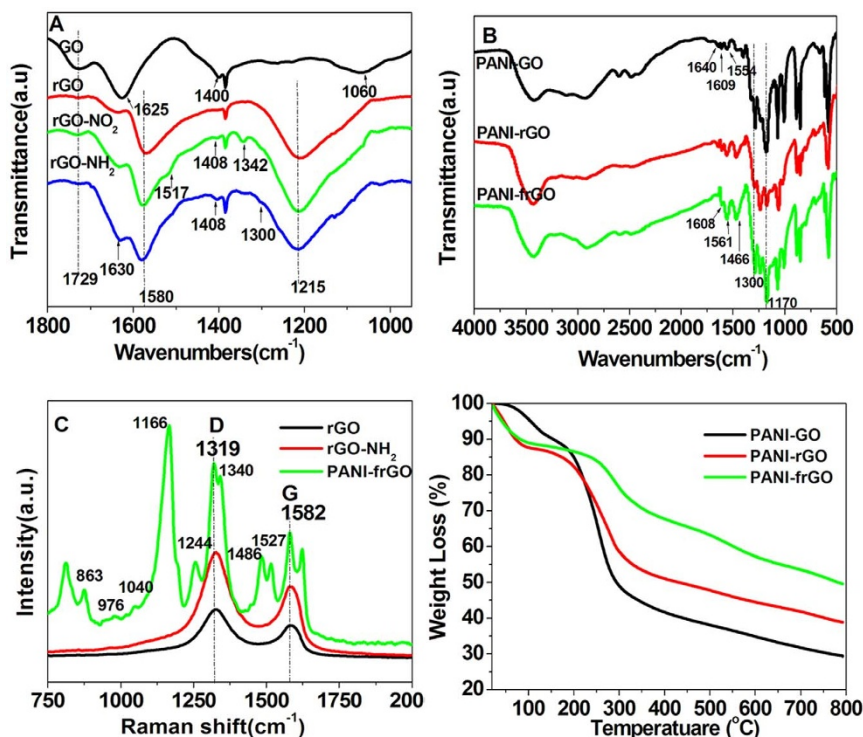 A
GO
rGO
rGO-NO2
rGO-NH2
1625
1400
1060
1517
1408
1342
1408
1300
1630
1729
1580
1215
1800 1600 1400 1200 1000
Wavenumbers(cm-1)
Transmittance(a.u)
B
PANI-GO
1640
1554
1609
PANI-rGO
PANI-frGO
1608
1561
1466
1300
1170
4000 3500 3000 2500 2000 1500 1000 500
Wavenumbers(cm-1)
Transmittance(a.u)
C
1166
D
1319
1340
G
1582
rGO
rGO-NH2
PANI-frGO
863
976
1040
1244
1486
1527
750 1000 1250 1500 1750 200
Raman shift(cm-1)
Intensity(a.u.)
PANI-GO
PANI-rGO
PANI-frGO
100
90
80
70
60
50
40
30
20
100 200 300 400 500 600 700 800
Temperatuare (oC)
Weight Loss (%)